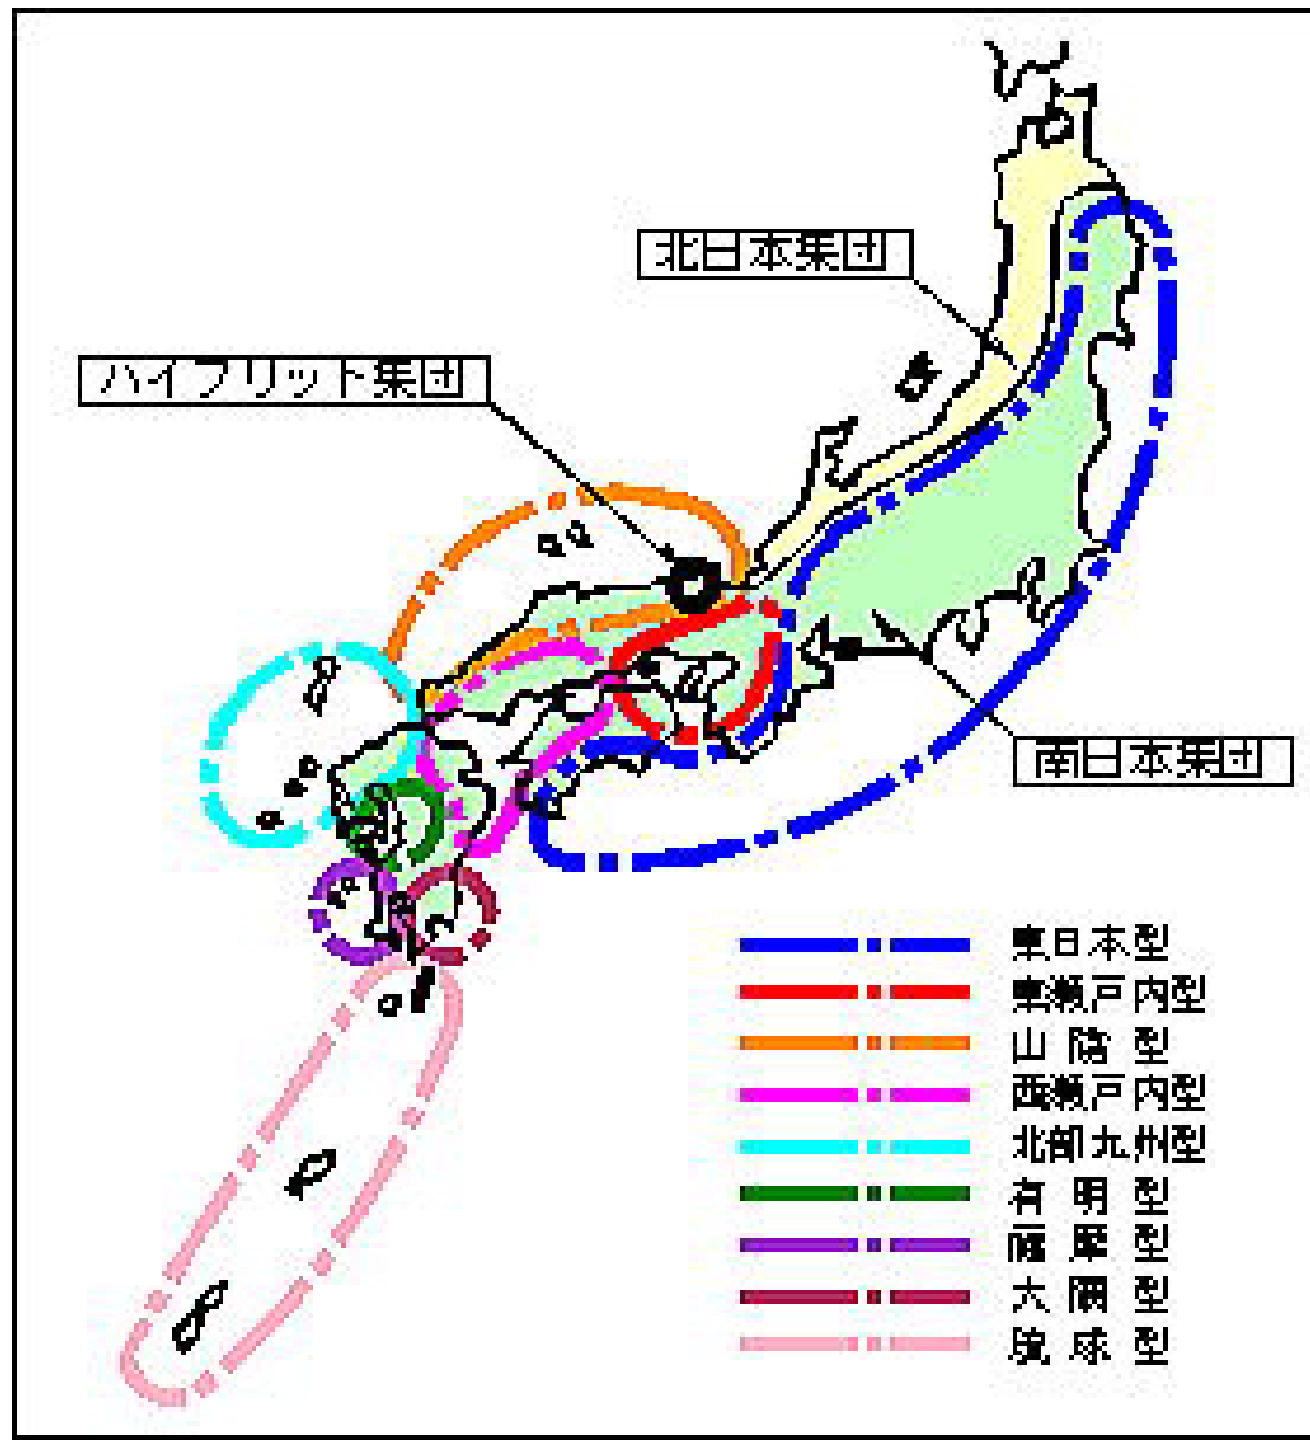 北日本集団
ハイブリット集団
南日本集団
東日本型
東瀬戸内型
山陰型
西瀬戸内型
北部九州型
有明型
薩摩型
大隅型
琉球型